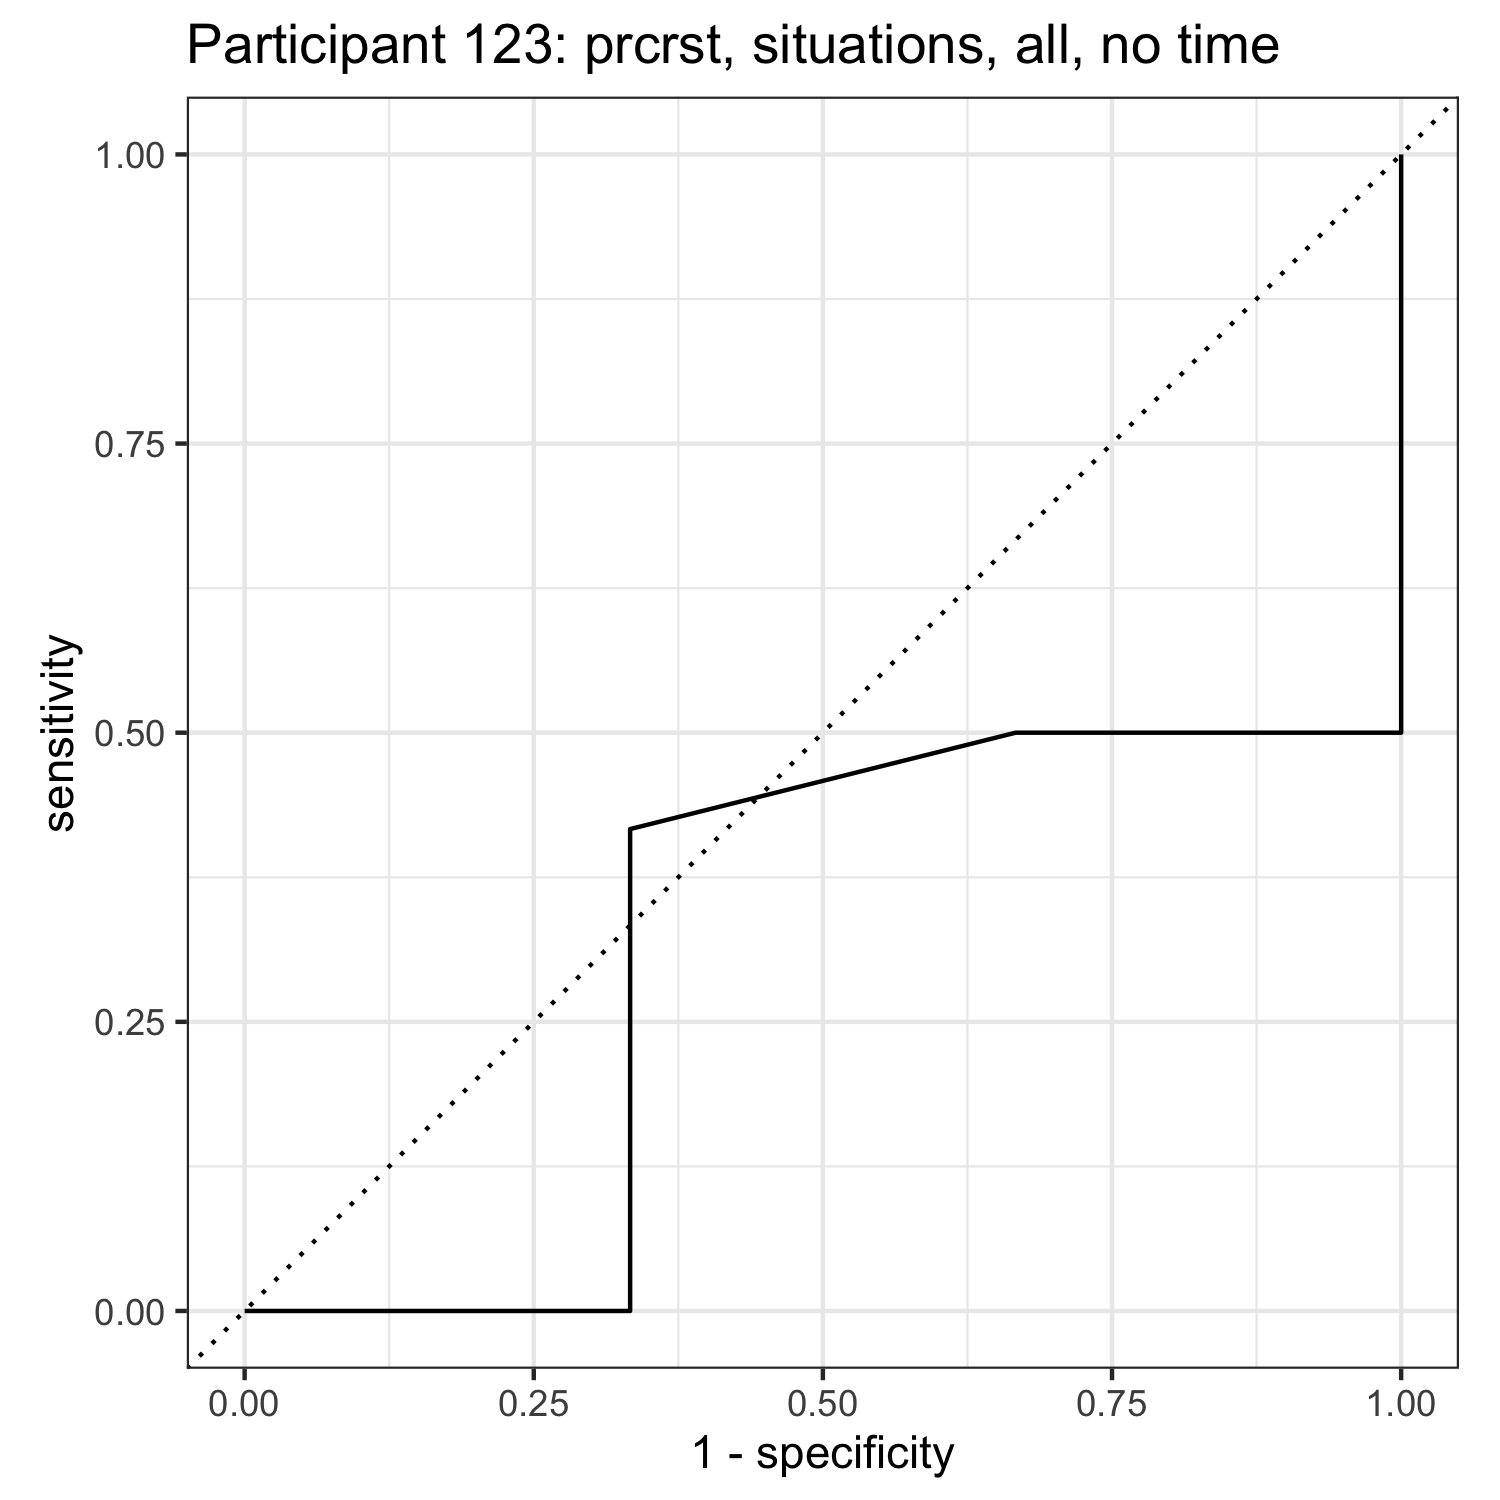 Participant 123: prcrst, situations, all, no time
1.00
0.75
0.50
0.25
0.00
sensitivity
0.00 0.25 0.50 0.75 1.00
1 - specificity